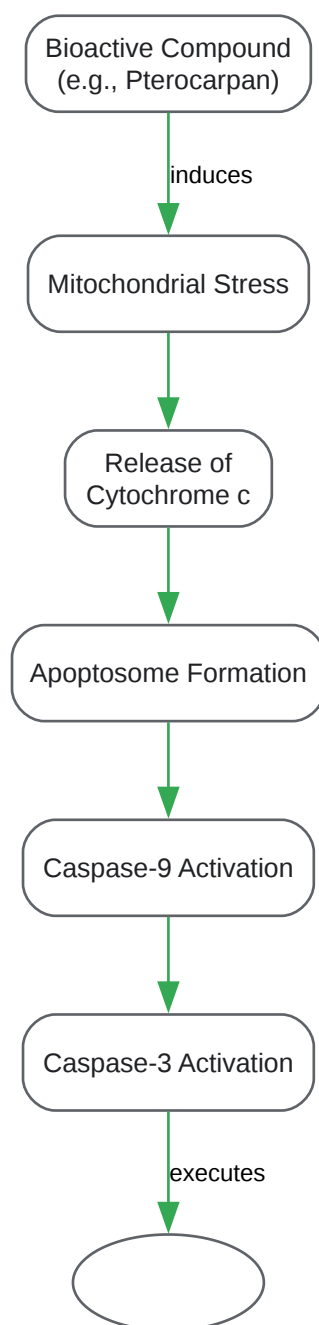 Bioactive Compound
(e.g., Pterocarpan)
induces
Mitochondrial Stress
Release of
Cytochrome c
Apoptosome Formation
Caspase-9 Activation
Caspase-3 Activation
executes